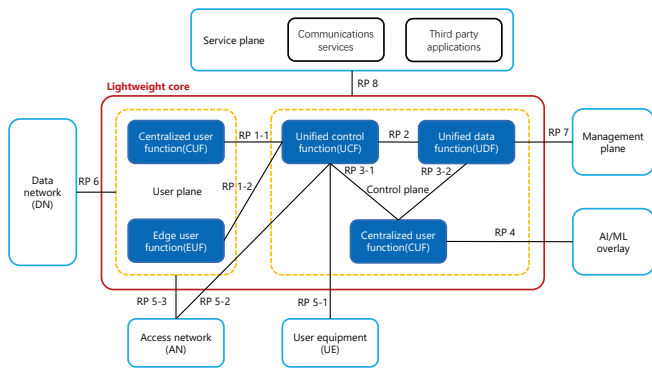 Service plane
Communications
services
Third party
applications
Lightweight core
RP 8
Centralized user
function(CUF)
RP 1-1
Unified control
function(UCF)
RP 2
Unified data
function(UDF)
RP 7
Management
plane
Data
network
(DN)
RP 6
User plane
RP 1-2
RP 3-1
RP 3-2
Control plane
Edge user
function(EUF)
Centralized user
function(CUF)
RP 4
AI/ML
overlay
RP 5-3
RP 5-2
RP 5-1
Access network
(AN)
User equipment
(UE)